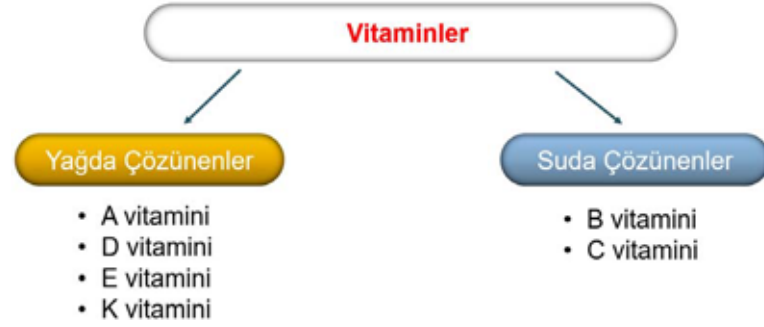 Vitaminler
Yağda Çözünenler
• A vitamini
• D vitamini
• E vitamini
• K vitamini
Suda Çözünenler
• B vitamini
• C vitamini